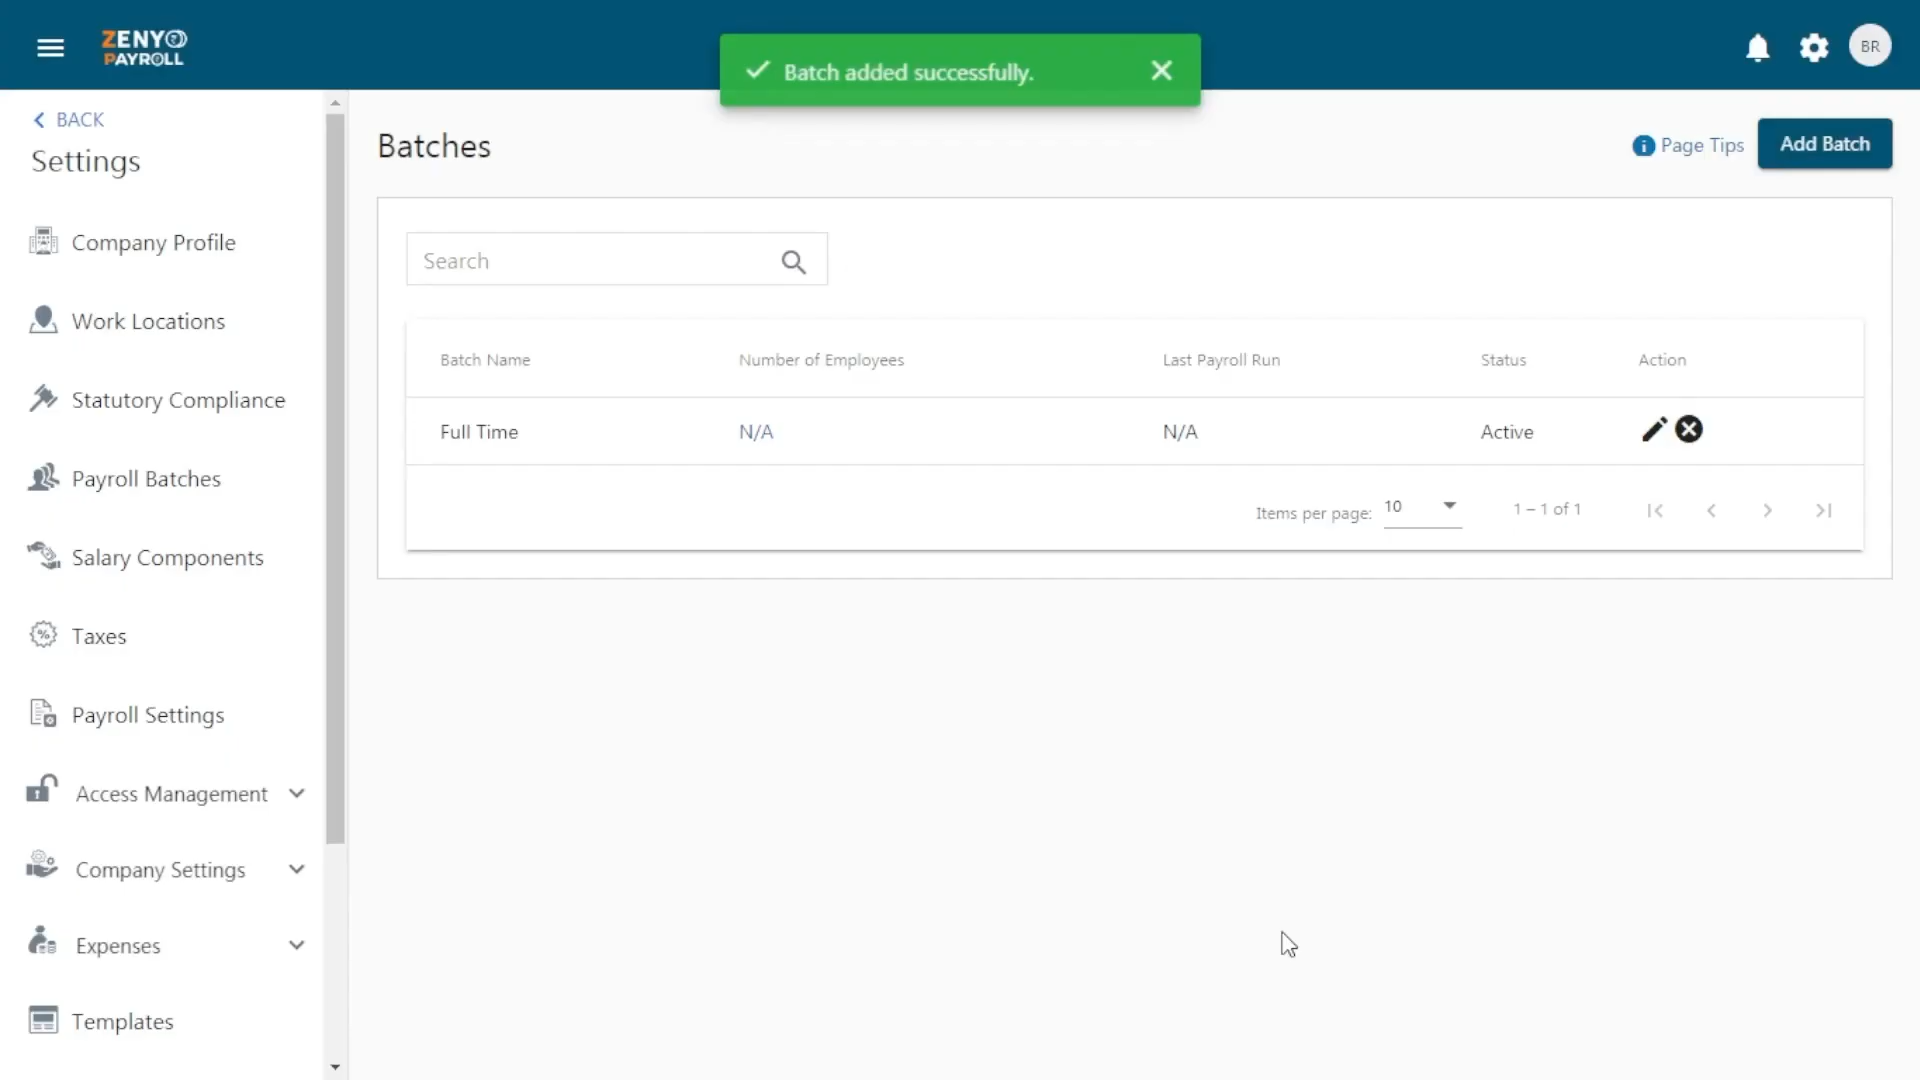 ZENYO
PAYROLL
Batch added successfully.
BR
BACK
Settings
Company Profile
Work Locations
Statutory Compliance
Payroll Batches
Salary Components
Taxes
Payroll Settings
Access Management
Company Settings
Expenses
Templates
Batches
Page Tips
Add Batch
Search
Batch Name Number of Employees Last Payroll Run Status Action
Full Time N/A N/A Active
Items per page: 10 1 – 1 of 1